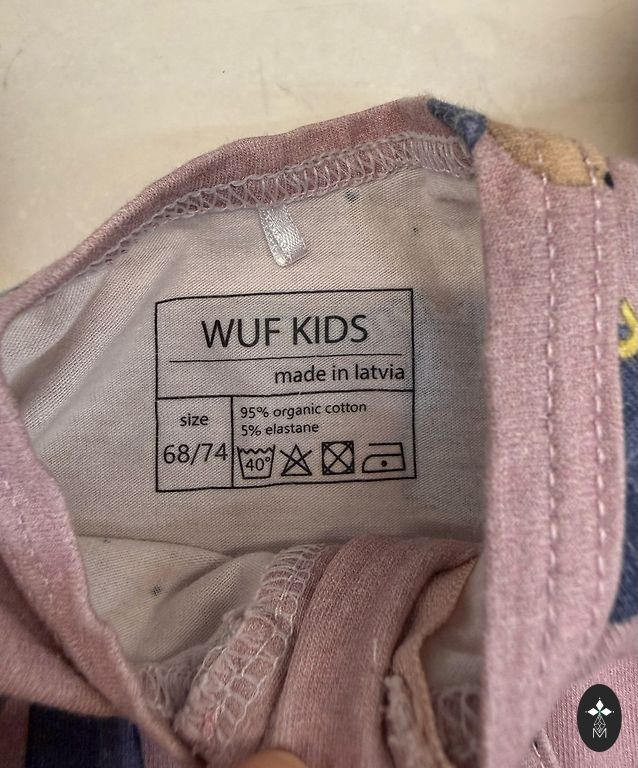 WUF KIDS
made in latvia
size
68/74
95% organic cotton
5% elastane
40°
M